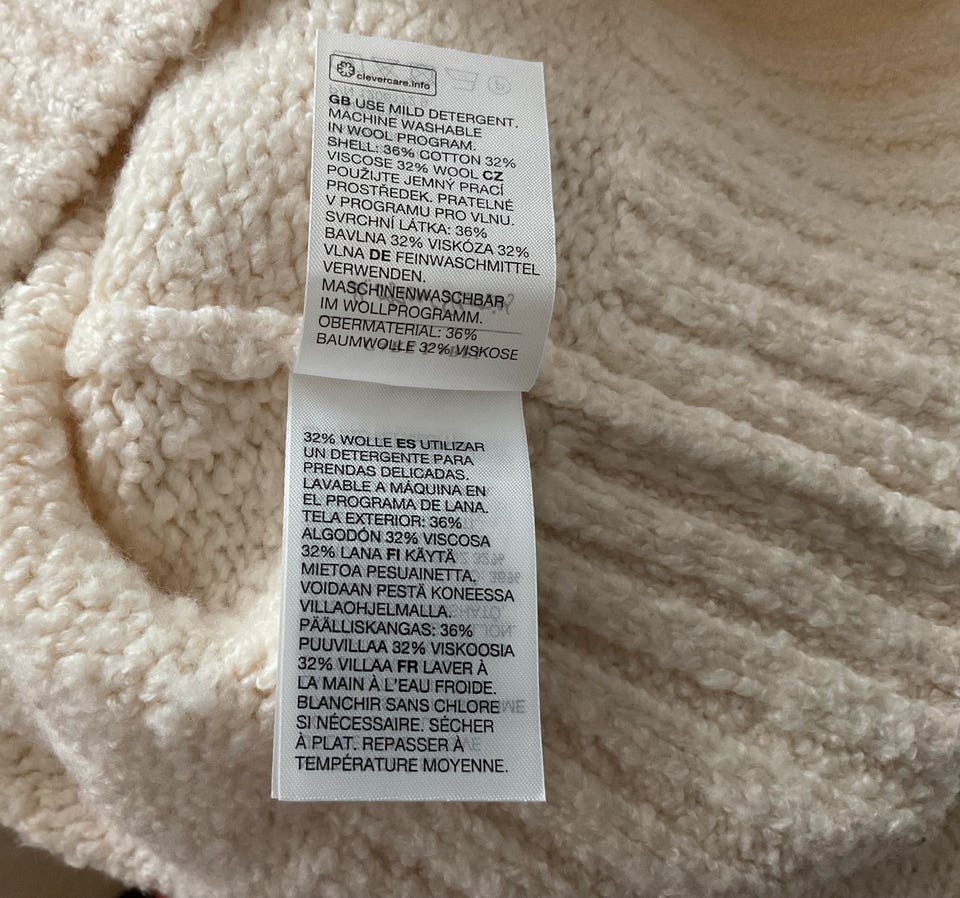 clevercare.info
GB USE MILD DETERGENT.
MACHINE WASHABLE
IN WOOL PROGRAM.
SHELL: 36% COTTON 32%
VISCOSE 32% WOOL CZ
POUŽIJTE JEMNÝ PRACÍ
PROSTŘEDEK. PRATELNÉ
V PROGRAMU PRO VLNU.
SVRCHNÍ LÁTKA: 36%
BAVLNA 32% VISKÓZA 32%
VLNA DE FEINWASCHMITTEL
VERWENDEN.
MASCHINENWASCHBAR
IM WOLLPROGRAMM.
OBERMATERIAL: 36%
BAUMWOLLE 32% VISKOSE
32% WOLLE ES UTILIZAR
UN DETERGENTE PARA
PRENDAS DELICADAS.
LAVABLE A MÁQUINA EN
EL PROGRAMA DE LANA.
TELA EXTERIOR: 36%
ALGODÓN 32% VISCOSA
32% LANA FI KÄYTÄ
MIETOA PESUAINETTA.
VOIDAAN PESTÄ KONEESSA
VILLAOHJELMALLA.
PÄÄLLISKANGAS: 36%
PUUVILLAA 32% VISKOOSIA
32% VILLAA FR LAVER À
LA MAIN À L'EAU FROIDE.
BLANCHIR SANS CHLORE
SI NÉCESSAIRE. SÉCHER
À PLAT. REPASSER À
TEMPÉRATURE MOYENNE.